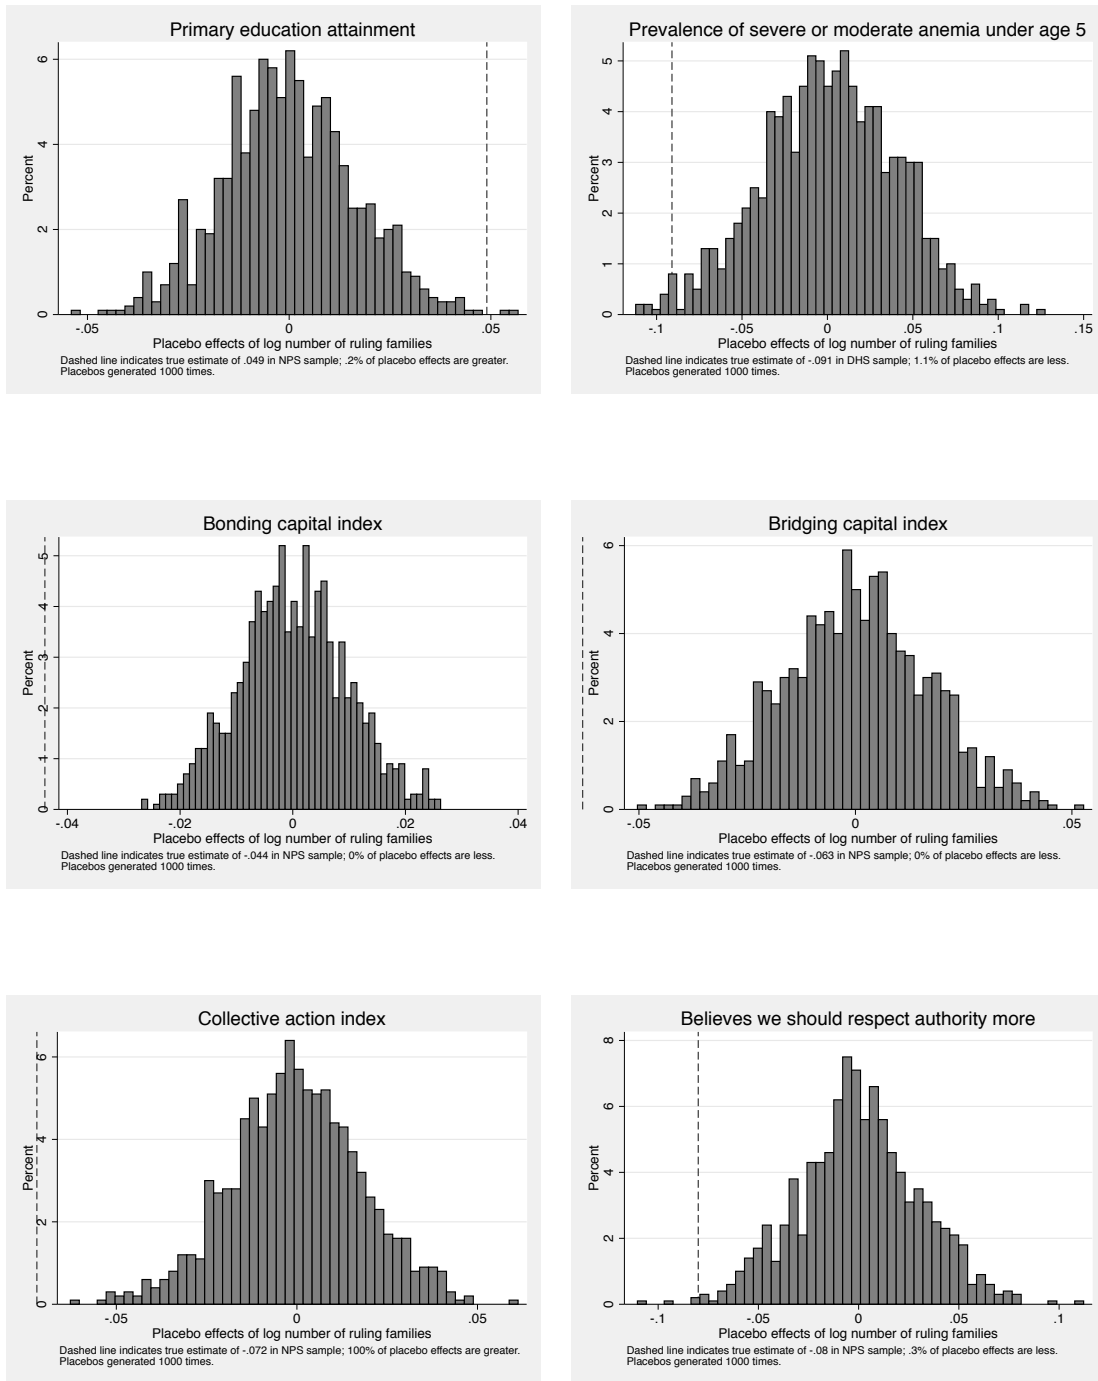 Primary education attainment
Percent
6
4
2
0
-.05
0
.05
Placebo effects of log number of ruling families
Dashed line indicates true estimate of .049 in NPS sample; .2% of placebo effects are greater.
Placebos generated 1000 times.
Prevalence of severe or moderate anemia under age 5
Percent
5
4
3
2
1
0
-.1
-.05
0
.05
.1
.15
Placebo effects of log number of ruling families
Dashed line indicates true estimate of -.091 in DHS sample; 1.1% of placebo effects are less.
Placebos generated 1000 times.
Bonding capital index
Percent
5
4
3
2
1
0
-.04
-.02
0
.02
.04
Placebo effects of log number of ruling families
Dashed line indicates true estimate of -.044 in NPS sample; 0% of placebo effects are less.
Placebos generated 1000 times.
Bridging capital index
Percent
6
4
2
0
-.05
0
.05
Placebo effects of log number of ruling families
Dashed line indicates true estimate of -.063 in NPS sample; 0% of placebo effects are less.
Placebos generated 1000 times.
Collective action index
Percent
6
4
2
0
-.05
0
.05
Placebo effects of log number of ruling families
Dashed line indicates true estimate of -.072 in NPS sample; 100% of placebo effects are greater.
Placebos generated 1000 times.
Believes we should respect authority more
Percent
8
6
4
2
0
-.1
-.05
0
.05
.1
Placebo effects of log number of ruling families
Dashed line indicates true estimate of -.08 in NPS sample; .3% of placebo effects are less.
Placebos generated 1000 times.